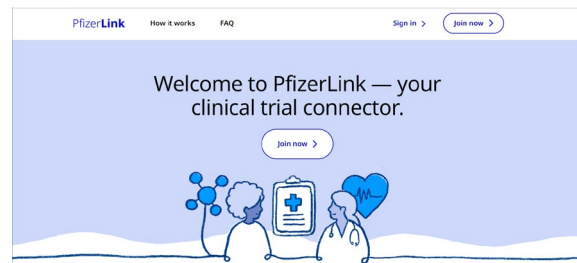 PfizerLink
How it works
FAQ
Sign in
Join now
Welcome to PfizerLink — your
clinical trial connector.
Join now